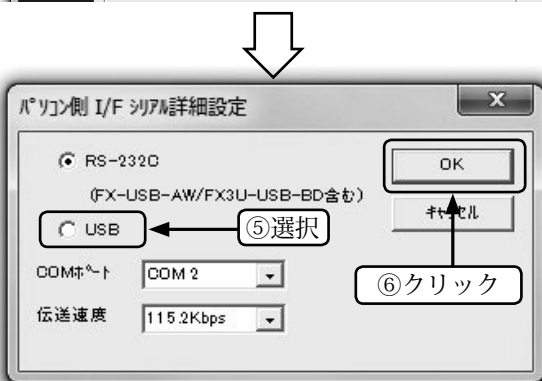 パソコン側 I/F シリアル詳細設定
RS-232C
(FX-USB-AW/FX3U-USB-BD含む)
USB
⑤選択
COMポート
COM 2
伝送速度
115.2Kbps
X
OK
キャンセル
⑥クリック